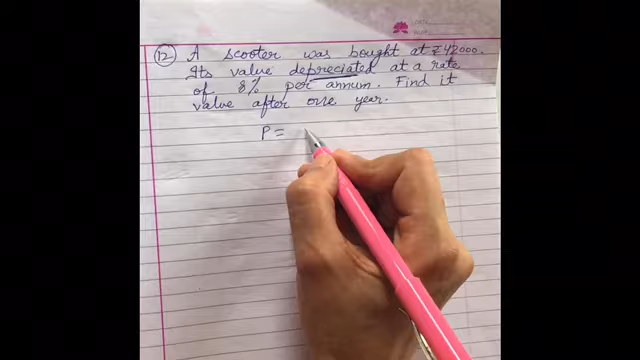 DATE
12. A scooter was bought at ₹42000.
Its value depreciated at a rate
of 8% per annum. Find it
value after one year.
P =